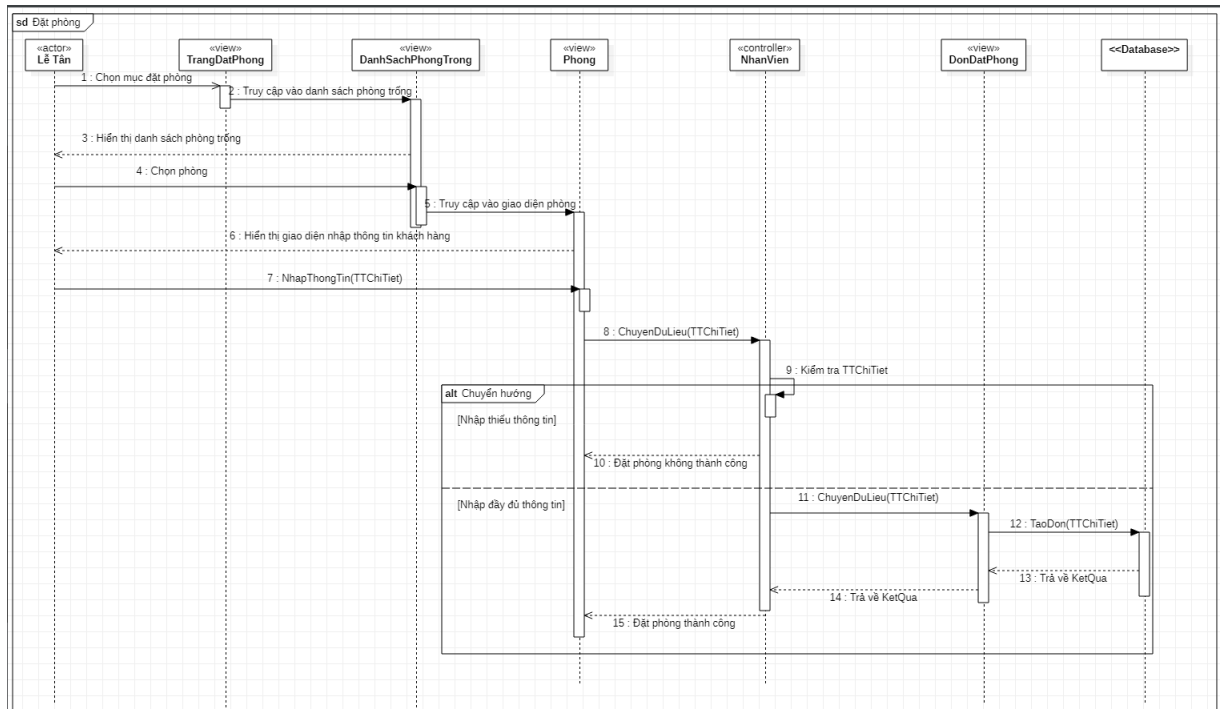 sd Đặt phòng
«actor»
Lễ Tân
«view»
TrangDatPhong
«view»
DanhSachPhongTrong
«view»
Phong
«controller»
NhanVien
«view»
DonDatPhong
<<Database>>
1 : Chọn mục đặt phòng
2 : Truy cập vào danh sách phòng trống
3 : Hiển thị danh sách phòng trống
4 : Chọn phòng
5 : Truy cập vào giao diện phòng
6 : Hiển thị giao diện nhập thông tin khách hàng
7 : NhapThongTin(TTChiTiet)
8 : ChuyenDuLieu(TTChiTiet)
9 : Kiểm tra TTChiTiet
alt Chuyển hướng
[Nhập thiếu thông tin]
10 : Đặt phòng không thành công
[Nhập đầy đủ thông tin]
11 : ChuyenDuLieu(TTChiTiet)
12 : TaoDon(TTChiTiet)
13 : Trả về KetQua
14 : Trả về KetQua
15 : Đặt phòng thành công